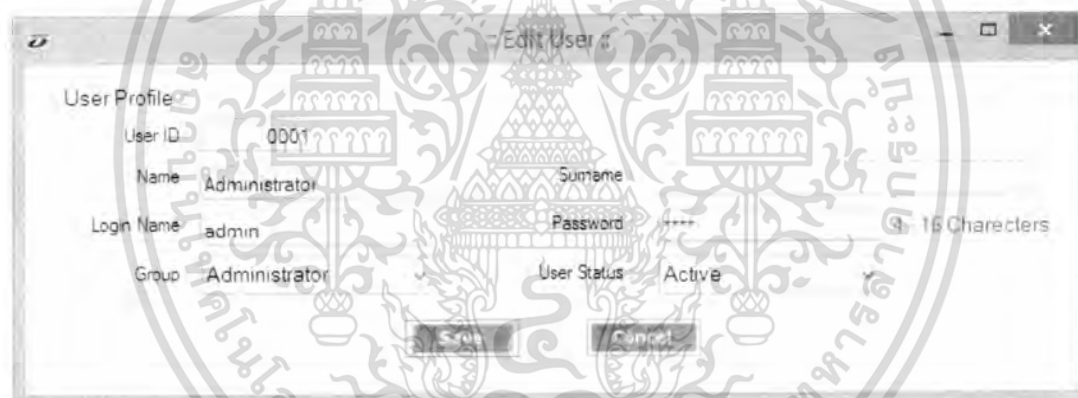 :: Edit User ::
User Profile
User ID 0001
Name Administrator Surname
Login Name admin Password **** 4 - 16 Charecters
Group Administrator User Status Active
Save Cancel